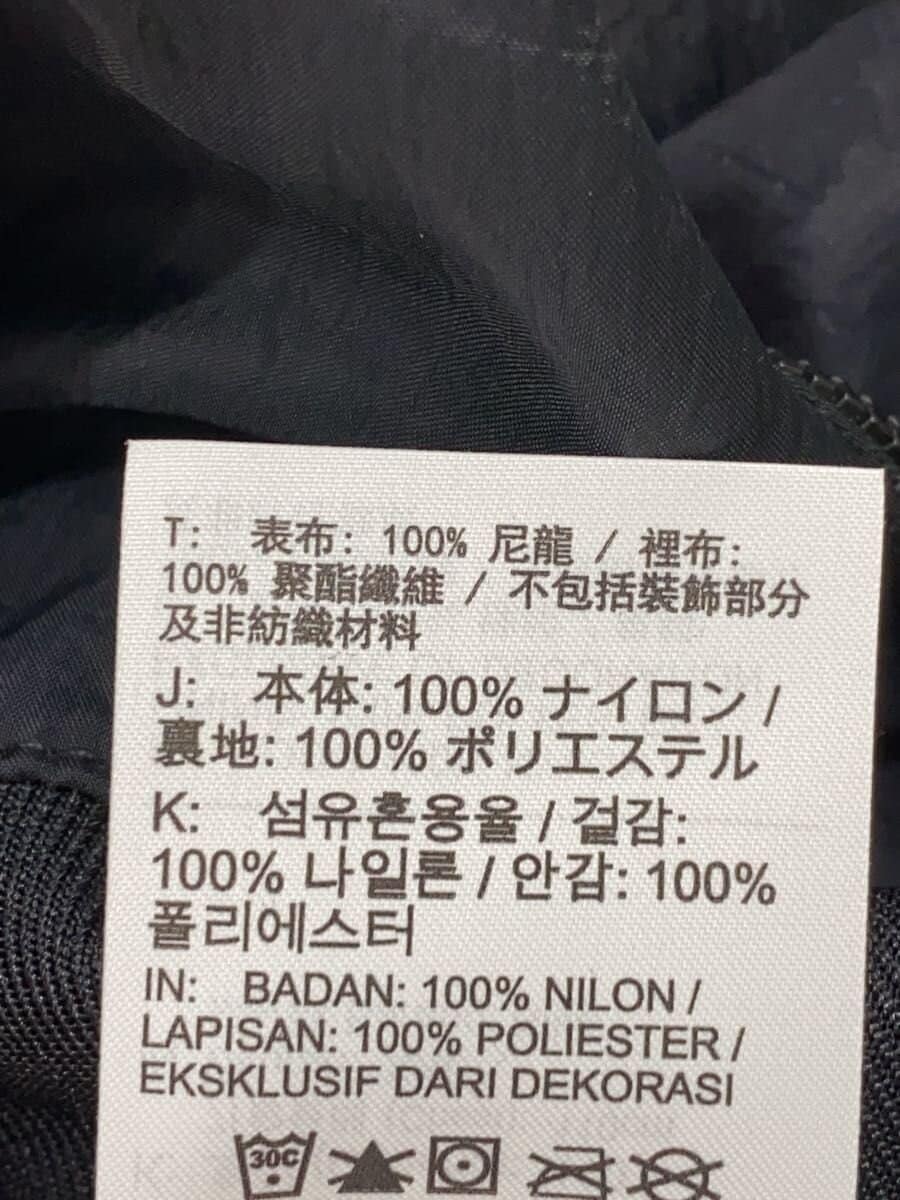 T: 表布: 100% 尼龍 / 裡布:
100% 聚酯纖維 / 不包括裝飾部分
及非紡織材料
J: 本体: 100% ナイロン /
裏地: 100% ポリエステル
K: 섬유혼용율 / 겉감:
100% 나일론 / 안감: 100%
폴리에스터
IN: BADAN: 100% NILON /
LAPISAN: 100% POLIESTER /
EKSKLUSIF DARI DEKORASI
30C